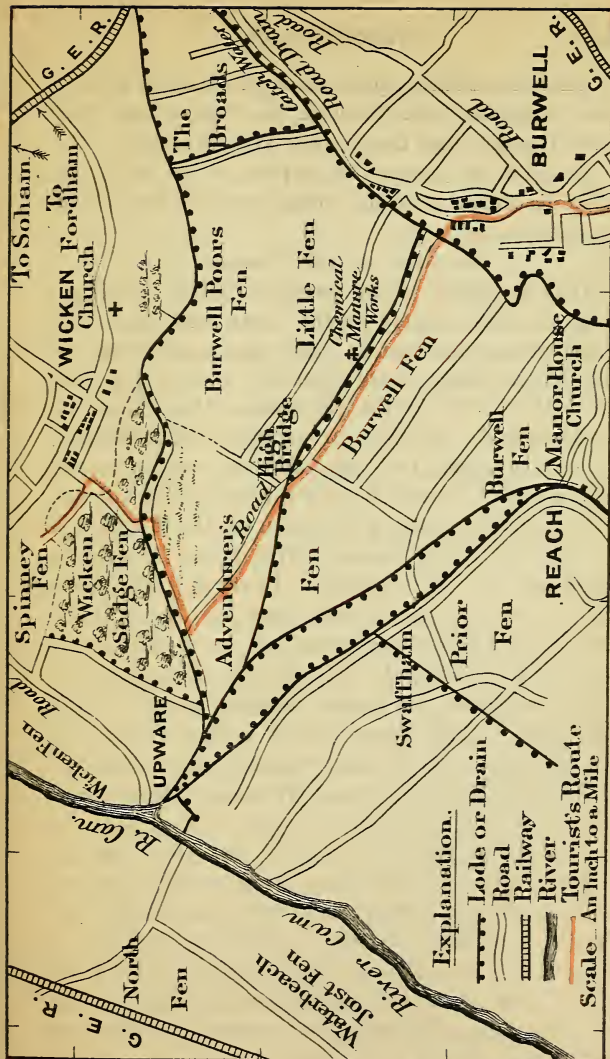 G. E. R.
North
Fen
Waterbeach
Joist Fen
River Cam
R. Cam.
Wicken Fen Road
UPWARE
Spinney
Fen
Wicken
Sedge Fen
WICKEN
Church
To Soham
To
Fordham
G. E. R.
Adventurer's
Fen
Road
High
Bridge
Burwell Poors
Fen
The
Broads
Little Fen
Chemical
Manure
Works
Catch Water
Drain
Road
Road
Road
Burwell Fen
BURWELL
G. E. R.
Burwell
Fen
Manor House
Church
REACH
Swaffham
Prior
Fen
Explanation.
Lode or Drain
Road
Railway
River
Tourist's Route
Scale An Inch to a Mile